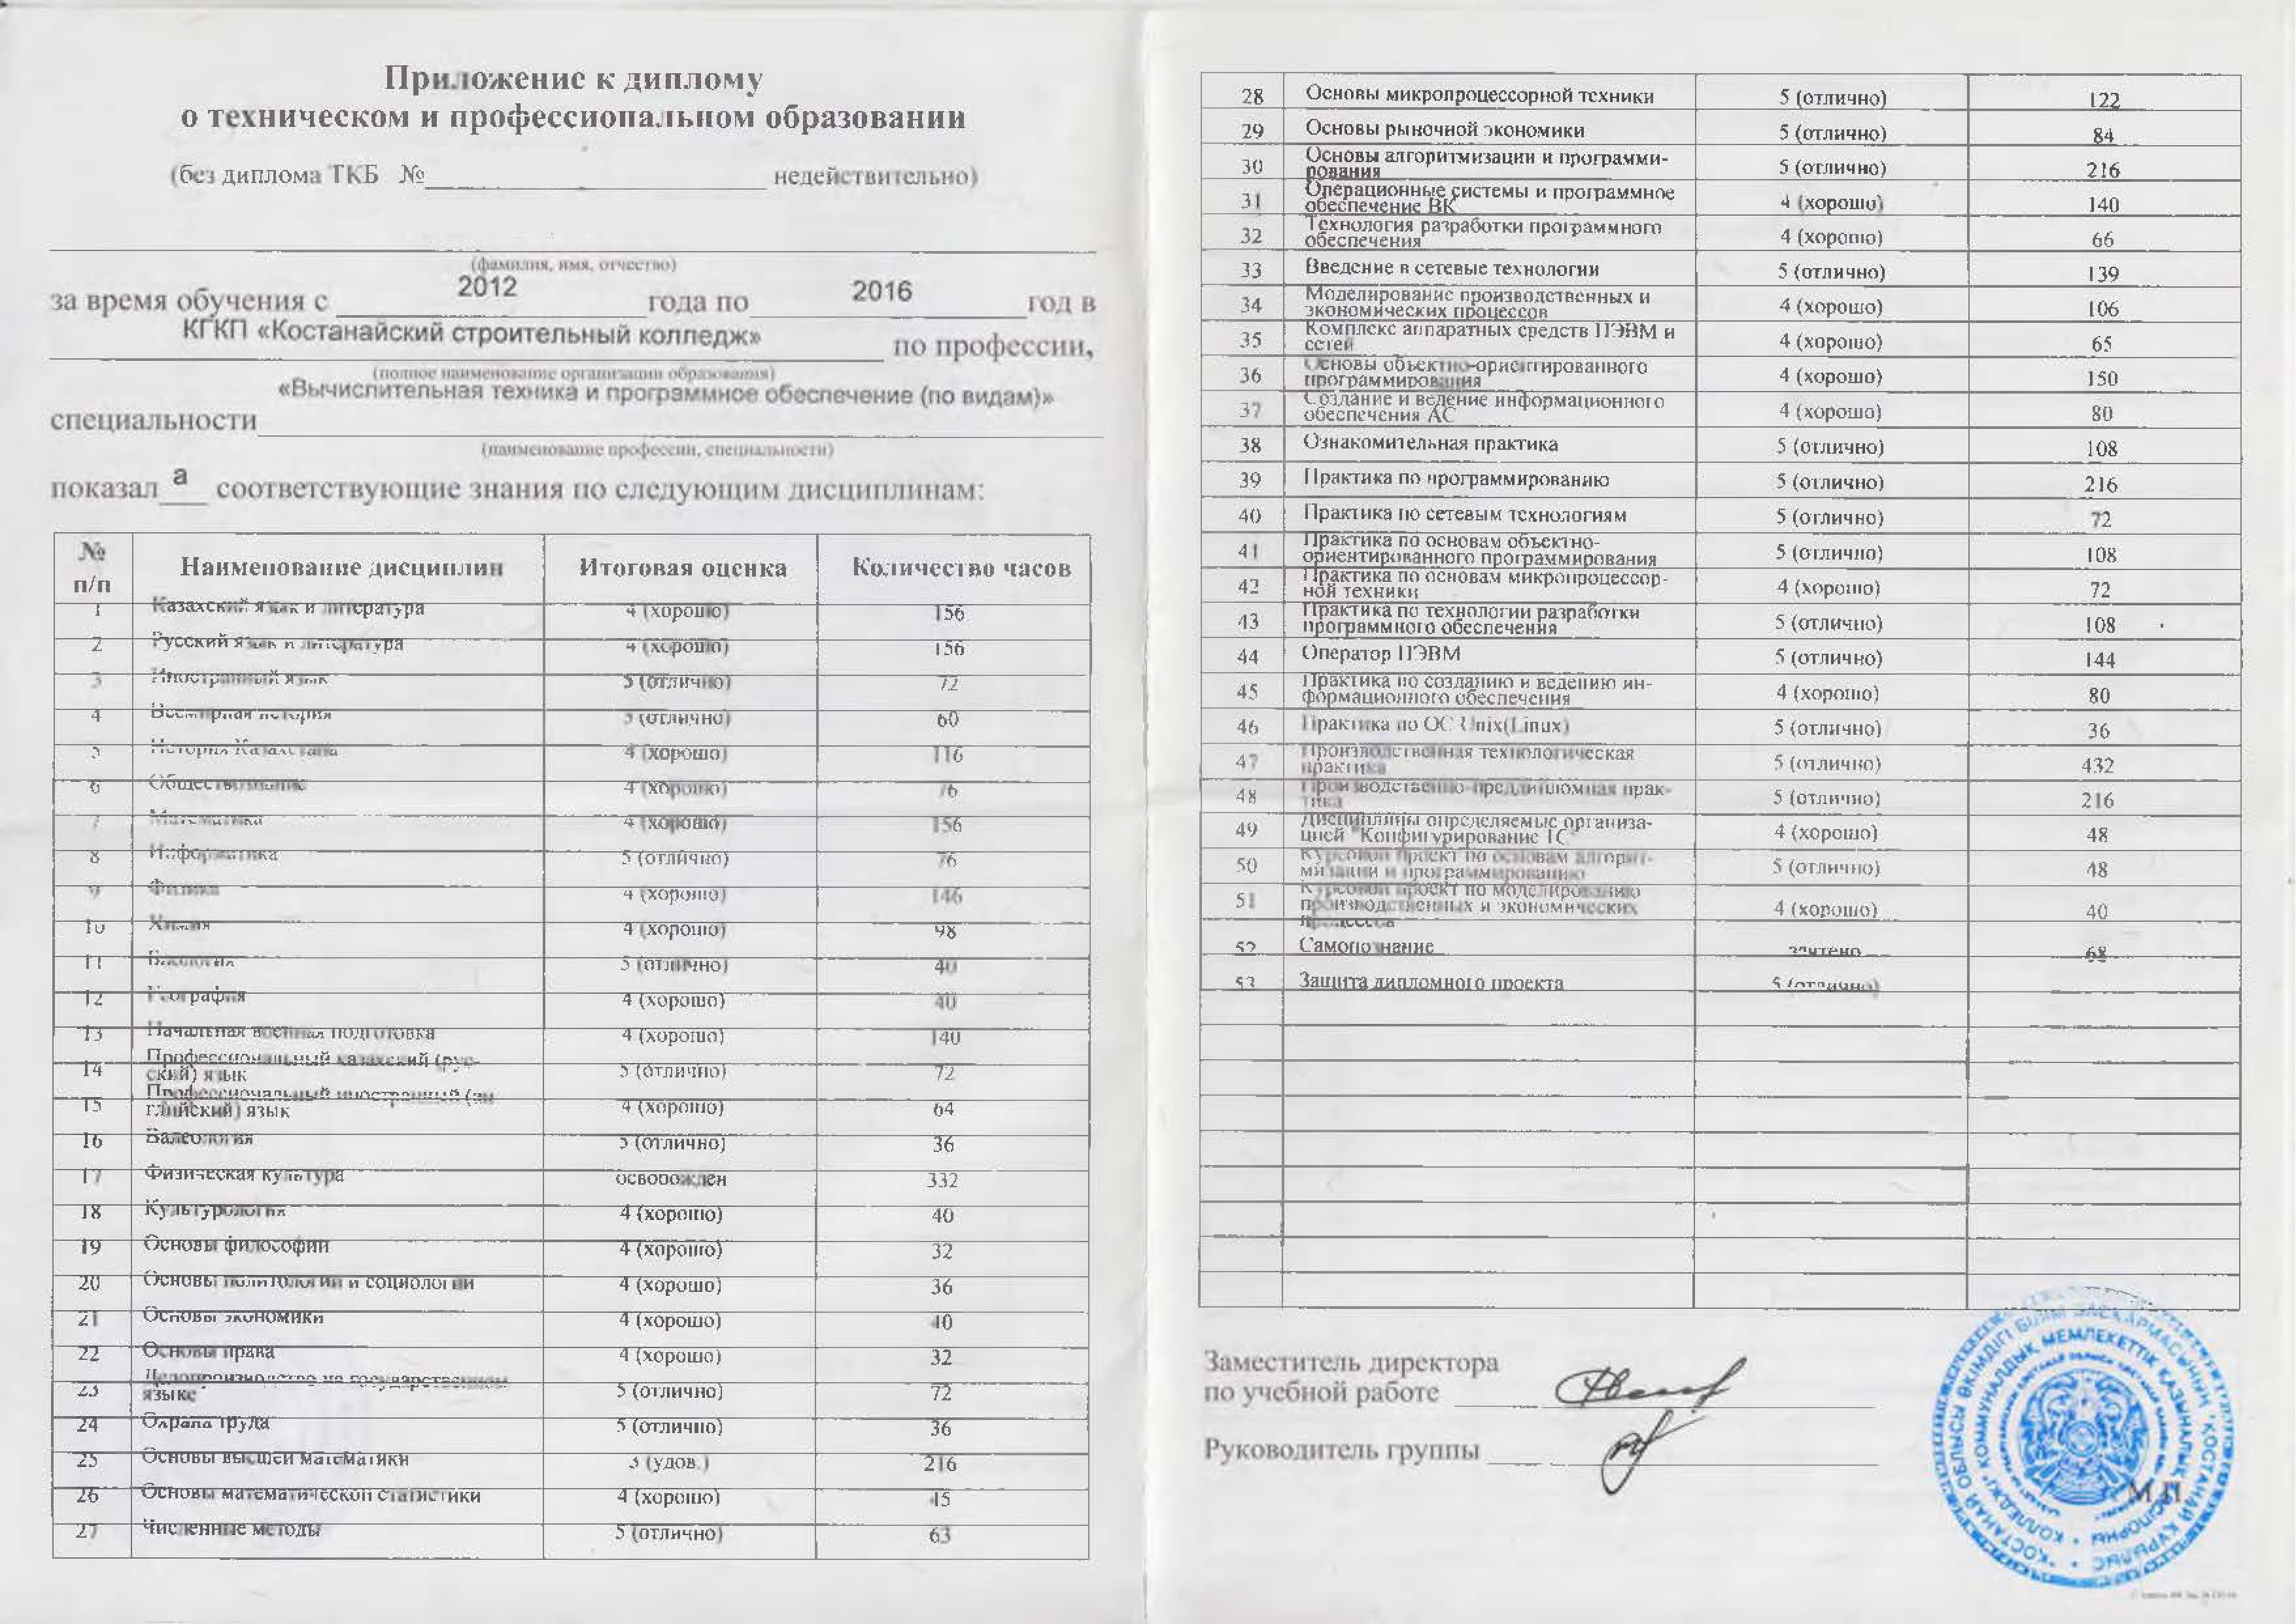 Приложение к диплому
о техническом и профессиональном образовании
(без диплома ТКБ № недействительно)
(фамилия, имя, отчество)
за время обучения с 2012 года по 2016 год в
КГКП «Костанайский строительный колледж» по профессии,
(полное наименование организации образования)
«Вычислительная техника и программное обеспечение (по видам)»
специальности
(наименование профессии, специальности)
показал а соответствующие знания по следующим дисциплинам:
№ п/п Наименование дисциплин Итоговая оценка Количество часов
1 Казахский язык и литература 4 (хорошо) 156
2 Русский язык и литература 4 (хорошо) 156
3 Иностранный язык 5 (отлично) 72
4 Всемирная история 5 (отлично) 60
5 История Казахстана 4 (хорошо) 116
6 Обществознание 4 (хорошо) 76
7 Математика 4 (хорошо) 156
8 Информатика 5 (отлично) 76
9 Физика 4 (хорошо) 146
10 Химия 4 (хорошо) 98
11 Биология 5 (отлично) 40
12 География 4 (хорошо) 40
13 Начальная военная подготовка 4 (хорошо) 140
14 Профессиональный казахский (рус-
ский) язык 5 (отлично) 72
15 Профессиональный иностранный (ан
глийский) язык 4 (хорошо) 64
16 Валеология 5 (отлично) 36
17 Физическая культура освобожден 332
18 Культурология 4 (хорошо) 40
19 Основы философии 4 (хорошо) 32
20 Основы политологии и социологии 4 (хорошо) 36
21 Основы экономики 4 (хорошо) 40
22 Основы права 4 (хорошо) 32
23 Делопроизводство на государственном
языке 5 (отлично) 72
24 Охрана труда 5 (отлично) 36
25 Основы высшей математики 3 (удов.) 216
26 Основы математической статистики 4 (хорошо) 45
27 Численные методы 5 (отлично) 63
28 Основы микропроцессорной техники 5 (отлично) 122
29 Основы рыночной экономики 5 (отлично) 84
30 Основы алгоритмизации и программи-
рования 5 (отлично) 216
31 Операционные системы и программное
обеспечение ВК 4 (хорошо) 140
32 Технология разработки программного
обеспечения 4 (хорошо) 66
33 Введение в сетевые технологии 5 (отлично) 139
34 Моделирование производственных и
экономических процессов 4 (хорошо) 106
35 Комплекс аппаратных средств ПЭВМ и
сетей 4 (хорошо) 65
36 Основы объектно-ориентированного
программирования 4 (хорошо) 150
37 Создание и ведение информационного
обеспечения АС 4 (хорошо) 80
38 Ознакомительная практика 5 (отлично) 108
39 Практика по программированию 5 (отлично) 216
40 Практика по сетевым технологиям 5 (отлично) 72
41 Практика по основам объектно-
ориентированного программирования 5 (отлично) 108
42 Практика по основам микропроцессор-
ной техники 4 (хорошо) 72
43 Практика по технологии разработки
программного обеспечения 5 (отлично) 108
44 Оператор ПЭВМ 5 (отлично) 144
45 Практика по созданию и ведению ин-
формационного обеспечения 4 (хорошо) 80
46 Практика по ОС Unix(Linux) 5 (отлично) 36
47 Производственная технологическая
практика 5 (отлично) 432
48 Производственно-преддипломная прак-
тика 5 (отлично) 216
49 Дисциплины определяемые организа-
цией "Конфигурирование 1С" 4 (хорошо) 48
50 Курсовой проект по основам алгорит-
мизации и программированию 5 (отлично) 48
51 Курсовой проект по моделированию
производственных и экономических
процессов 4 (хорошо) 40
52 Самопознание зачтено 68
53 Защита дипломного проекта 5 (отлично)
Заместитель директора
по учебной работе
Руководитель группы
М.П.